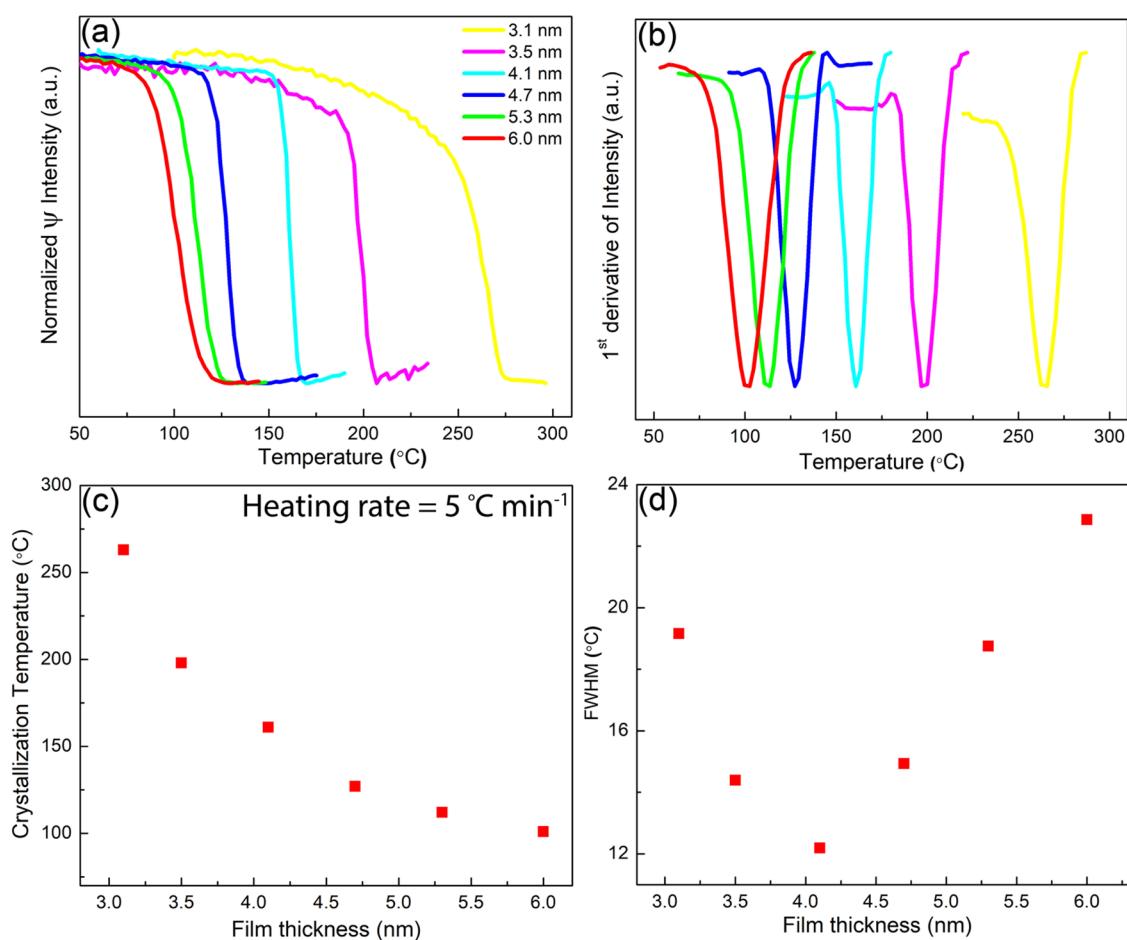 (a)
3.1 nm
3.5 nm
4.1 nm
4.7 nm
5.3 nm
6.0 nm
Normalized Ψ Intensity (a.u.)
50 100 150 200 250 300
Temperature (°C)
(b)
1st derivative of Intensity (a.u.)
50 100 150 200 250 300
Temperature (°C)
(c)
Heating rate = 5 °C min-1
Crystallization Temperature (°C)
300
250
200
150
100
3.0 3.5 4.0 4.5 5.0 5.5 6.0
Film thickness (nm)
(d)
FWHM (°C)
24
20
16
12
3.0 3.5 4.0 4.5 5.0 5.5 6.0
Film thickness (nm)